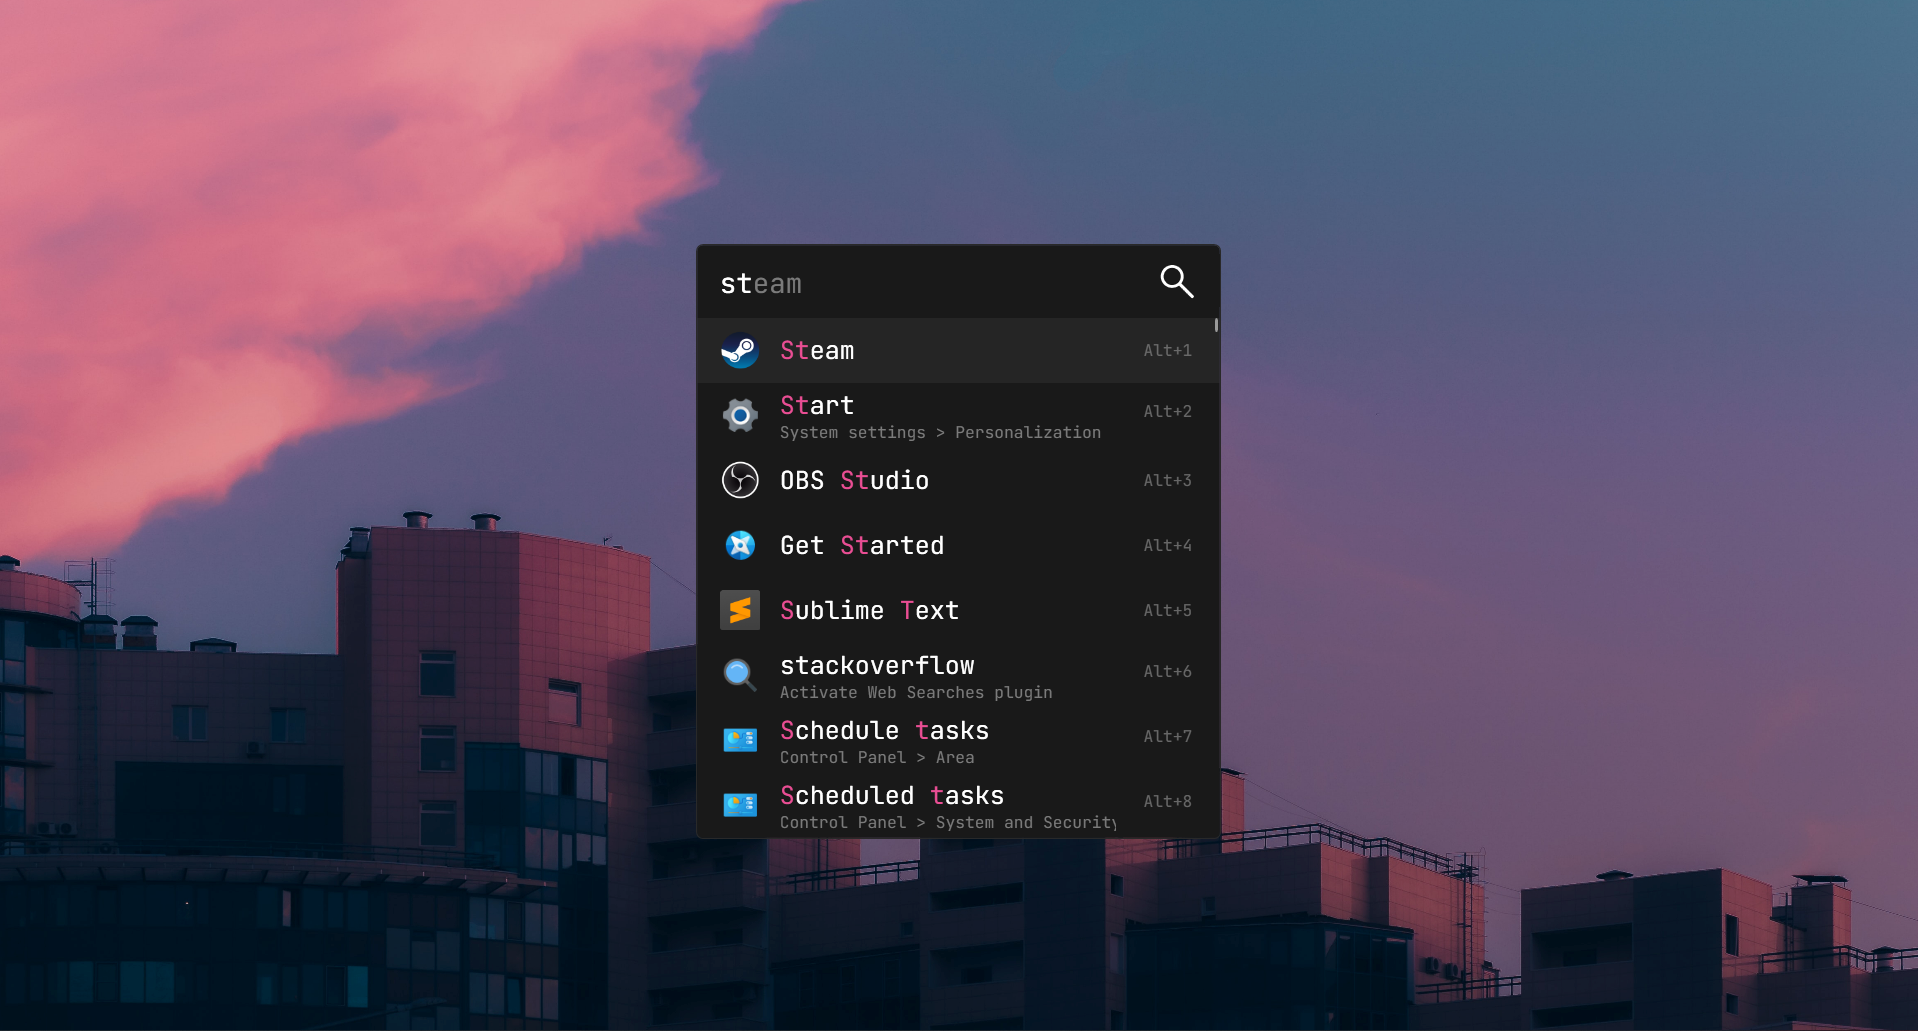 steam
Steam Alt+1
Start Alt+2
System settings > Personalization
OBS Studio Alt+3
Get Started Alt+4
Sublime Text Alt+5
stackoverflow Alt+6
Activate Web Searches plugin
Schedule tasks Alt+7
Control Panel > Area
Scheduled tasks Alt+8
Control Panel > System and Security